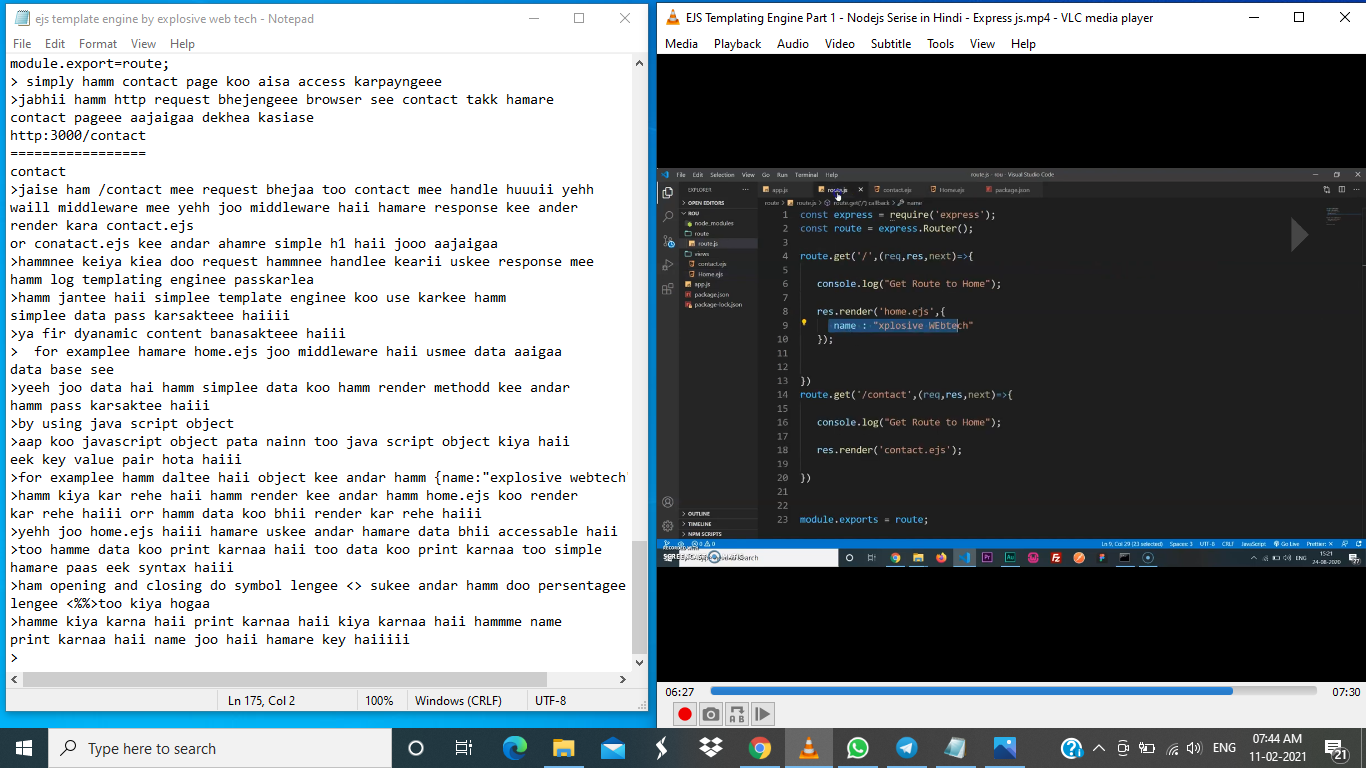 ejs template engine by explosive web tech - Notepad
File Edit Format View Help
module.export=route;
> simply hamm contact page koo aisa access karpayngeee
>jabhii hamm http request bhejengeee browser see contact takk hamare
contact pageee aajaigaa dekhea kasiase
http:3000/contact
=================
contact
>jaise ham /contact mee request bhejaa too contact mee handle huuuii yehh
waill middleware mee yehh joo middleware haii hamare response kee ander
render kara contact.ejs
or conatact.ejs kee andar ahamre simple h1 haii jooo aajaigaa
>hammnee keiya kiea doo request hammnee handlee kearii uskee response mee
hamm log templating enginee passkarlea
>hamm jantee haii simplee template enginee koo use karkee hamm
simplee data pass karsakteee haiiii
>ya fir dyanamic content banasakteee haiii
>  for examplee hamare home.ejs joo middleware haii usmee data aaigaa
data base see
>yeeh joo data hai hamm simplee data koo hamm render methodd kee andar
hamm pass karsaktee haiii
>by using java script object
>aap koo javascript object pata nainn too java script object kiya haii
eek key value pair hota haiii
>for examplee hamm daltee haii object kee andar hamm {name:"explosive webtech"
>hamm kiya kar rehe haii hamm render kee andar hamm home.ejs koo render
kar rehe haiii orr hamm data koo bhii render kar rehe haiii
>yehh joo home.ejs haiii hamare uskee andar hamare data bhii accessable haii
>too hamme data koo print karnaa haii too data koo print karnaa too simple
hamare paas eek syntax haiii
>ham opening and closing do symbol lengee <> sukee andar hamm doo persentagee
lengee <%%>too kiya hogaa
>hamme kiya karna haii print karnaa haii kiya karnaa haii hammme name
print karnaa haii name joo haii hamare key haiiiii
>
Ln 175, Col 2 100% Windows (CRLF) UTF-8
EJS Templating Engine Part 1 - Nodejs Serise in Hindi - Express js.mp4 - VLC media player
Media Playback Audio Video Subtitle Tools View Help
File Edit Selection View Go Run Terminal Help route.js - rou - Visual Studio Code
EXPLORER
OPEN EDITORS
ROU
node_modules
route
route.js
views
contact.ejs
Home.ejs
app.js
package.json
package-lock.json
OUTLINE
TIMELINE
NPM SCRIPTS
app.js route.js contact.ejs Home.ejs package.json
route > route.js > route.get('/') callback > name
1 const express = require('express');
2 const route = express.Router();
3
4 route.get('/',(req,res,next)=>{
5
6 console.log("Get Route to Home");
7
8 res.render('home.ejs',{
9 name : "xplosive WEbtech"
10 });
11
12
13 })
14 route.get('/contact',(req,res,next)=>{
15
16 console.log("Get Route to Home");
17
18 res.render('contact.ejs');
19
20 })
21
22
23 module.exports = route;
Ln 9, Col 29 (23 selected) Spaces: 3 UTF-8 CRLF JavaScript Go Live Prettier: X
ENG 15:21
24-08-2020
06:27 07:30
Type here to search
ENG 07:44 AM
11-02-2021
21